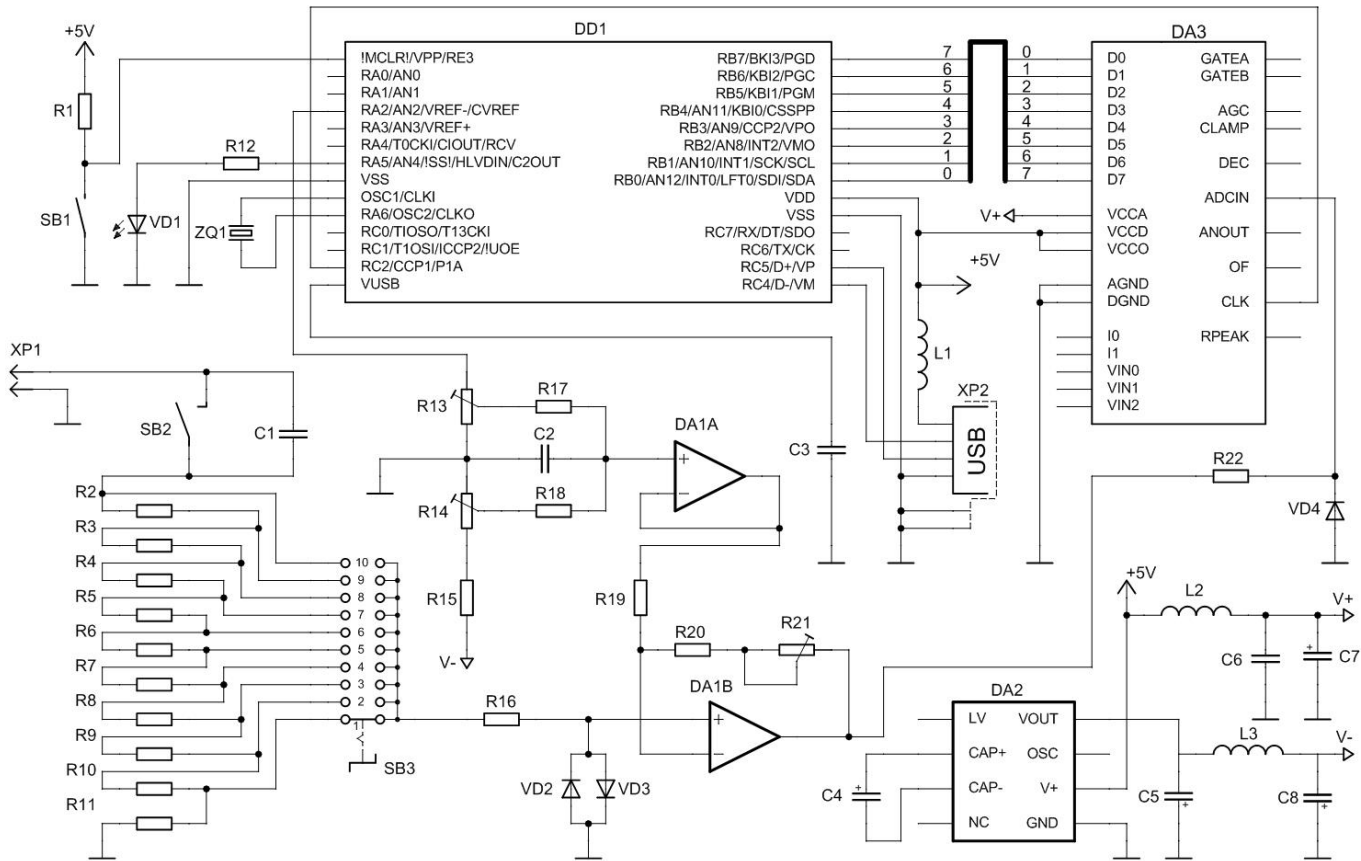 DD1
DA3
+5V
R1
SB1
R12
VD1
ZQ1
!MCLR!/VPP/RE3
RA0/AN0
RA1/AN1
RA2/AN2/VREF-/CVREF
RA3/AN3/VREF+
RA4/T0CKI/CIOUT/RCV
RA5/AN4/!SS!/HLVDIN/C2OUT
VSS
OSC1/CLKI
RA6/OSC2/CLKO
RC0/TIOSO/T13CKI
RC1/T1OSI/ICCP2/!UOE
RC2/CCP1/P1A
VUSB
RB7/BKI3/PGD
RB6/KBI2/PGC
RB5/KBI1/PGM
RB4/AN11/KBI0/CSSPP
RB3/AN9/CCP2/VPO
RB2/AN8/INT2/VMO
RB1/AN10/INT1/SCK/SCL
RB0/AN12/INT0/LFT0/SDI/SDA
VDD
VSS
RC7/RX/DT/SDO
RC6/TX/CK
RC5/D+/VP
RC4/D-/VM
7
6
5
4
3
2
1
0
0
1
2
3
4
5
6
7
V+
+5V
D0
D1
D2
D3
D4
D5
D6
D7
VCCA
VCCD
VCCO
AGND
DGND
I0
I1
VIN0
VIN1
VIN2
GATEA
GATEB
AGC
CLAMP
DEC
ADCIN
ANOUT
OF
CLK
RPEAK
L1
XP2
USB
XP1
SB2
C1
R13
R17
C2
R14
R18
R15
V-
DA1A
C3
R22
VD4
R2
R3
R4
R5
R6
R7
R8
R9
R10
R11
10
9
8
7
6
5
4
3
2
1
SB3
R16
VD2
VD3
R19
R20
R21
DA1B
DA2
LV
CAP+
CAP-
NC
VOUT
OSC
V+
GND
C4
C5
+5V
L2
V+
C6
C7
L3
V-
C8